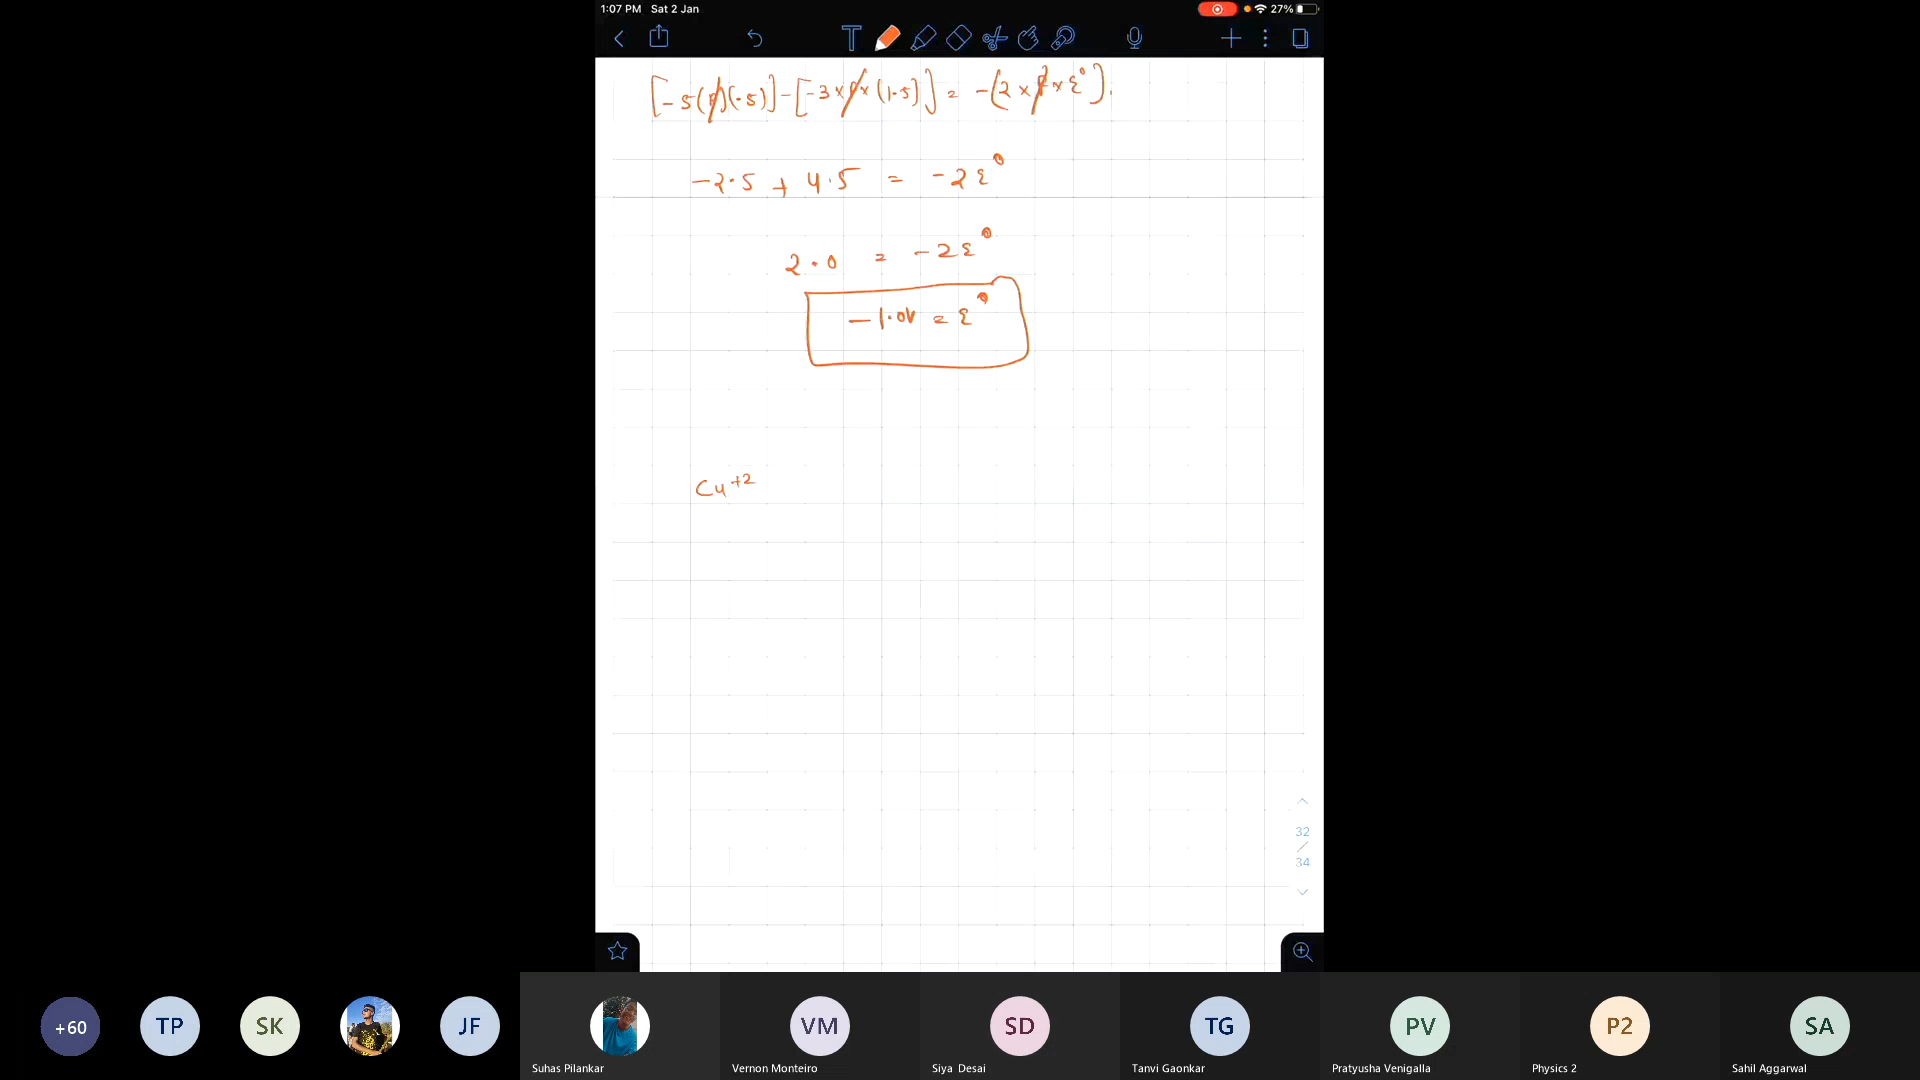 1:07 PM Sat 2 Jan 27%
T
[-5(F)(.5)] - [-3×F×(1.5)] = -(2×F×ε°).
-2.5 + 4.5 = -2ε°
2.0 = -2ε°
-1.0V = ε°
Cu+2
32
/
34
+60 TP SK JF VM SD TG PV P2 SA
Suhas Pilankar Vernon Monteiro Siya Desai Tanvi Gaonkar Pratyusha Venigalla Physics 2 Sahil Aggarwal